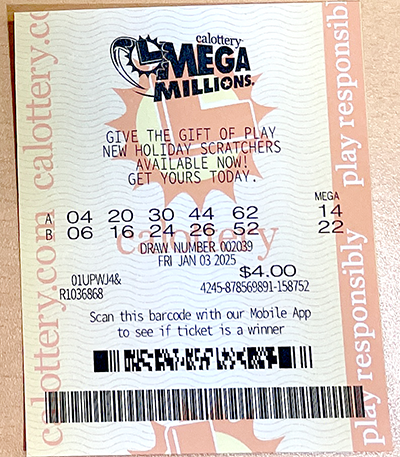 calottery
MEGA
MILLIONS.
GIVE THE GIFT OF PLAY
NEW HOLIDAY SCRATCHERS
AVAILABLE NOW!
GET YOURS TODAY.
MEGA
A 04 20 30 44 62 14
B 06 16 24 26 52 22
DRAW NUMBER 002039
FRI JAN 03 2025
$4.00
01UPWJ4&
R1036868
4245-878569891-158752
Scan this barcode with our Mobile App
to see if ticket is a winner
calottery.com calottery.co
play responsibly play responsibly
calottery